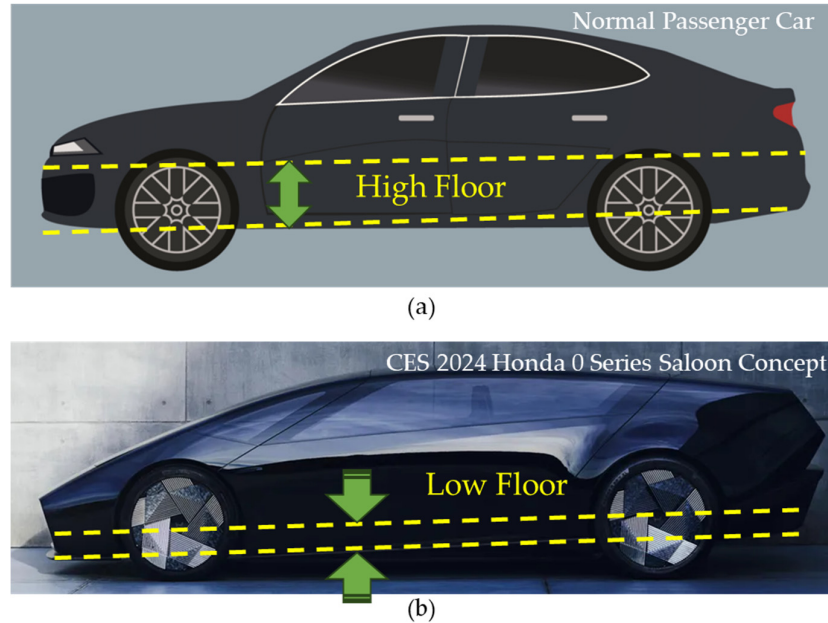 Normal Passenger Car
High Floor
(a)
CES 2024 Honda 0 Series Saloon Concept
Low Floor
(b)